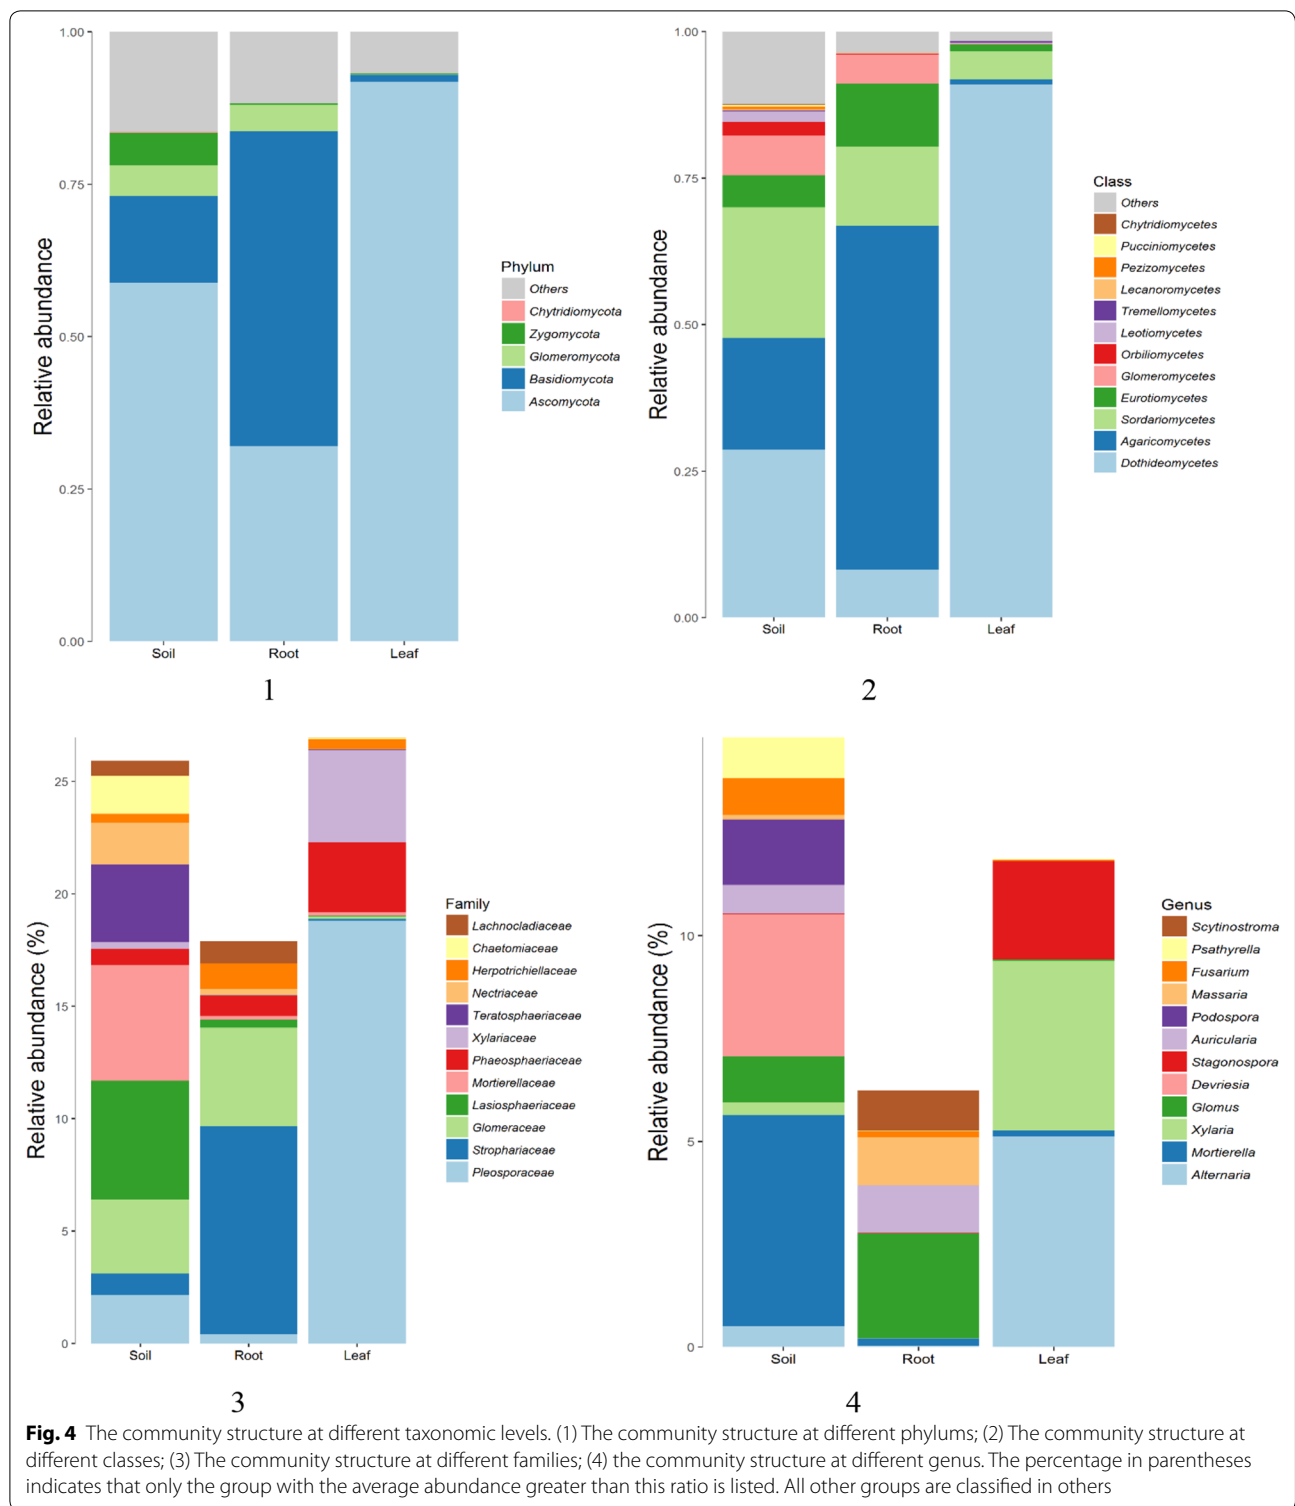 1.00
0.75
0.50
0.25
0.00
Relative abundance
Soil
Root
Leaf
Phylum
Others
Chytridiomycota
Zygomycota
Glomeromycota
Basidiomycota
Ascomycota
1
1.00
0.75
0.50
0.25
0.00
Relative abundance
Soil
Root
Leaf
Class
Others
Chytridiomycetes
Pucciniomycetes
Pezizomycetes
Lecanoromycetes
Tremellomycetes
Leotiomycetes
Orbiliomycetes
Glomeromycetes
Eurotiomycetes
Sordariomycetes
Agaricomycetes
Dothideomycetes
2
25
20
15
10
5
0
Relative abundance (%)
Soil
Root
Leaf
Family
Lachnocladiaceae
Chaetomiaceae
Herpotrichiellaceae
Nectriaceae
Teratosphaeriaceae
Xylariaceae
Phaeosphaeriaceae
Mortierellaceae
Lasiosphaeriaceae
Glomeraceae
Strophariaceae
Pleosporaceae
3
10
5
0
Relative abundance (%)
Soil
Root
Leaf
Genus
Scytinostroma
Psathyrella
Fusarium
Massaria
Podospora
Auricularia
Stagonospora
Devriesia
Glomus
Xylaria
Mortierella
Alternaria
4
Fig. 4 The community structure at different taxonomic levels. (1) The community structure at different phylums; (2) The community structure at
different classes; (3) The community structure at different families; (4) the community structure at different genus. The percentage in parentheses
indicates that only the group with the average abundance greater than this ratio is listed. All other groups are classified in others